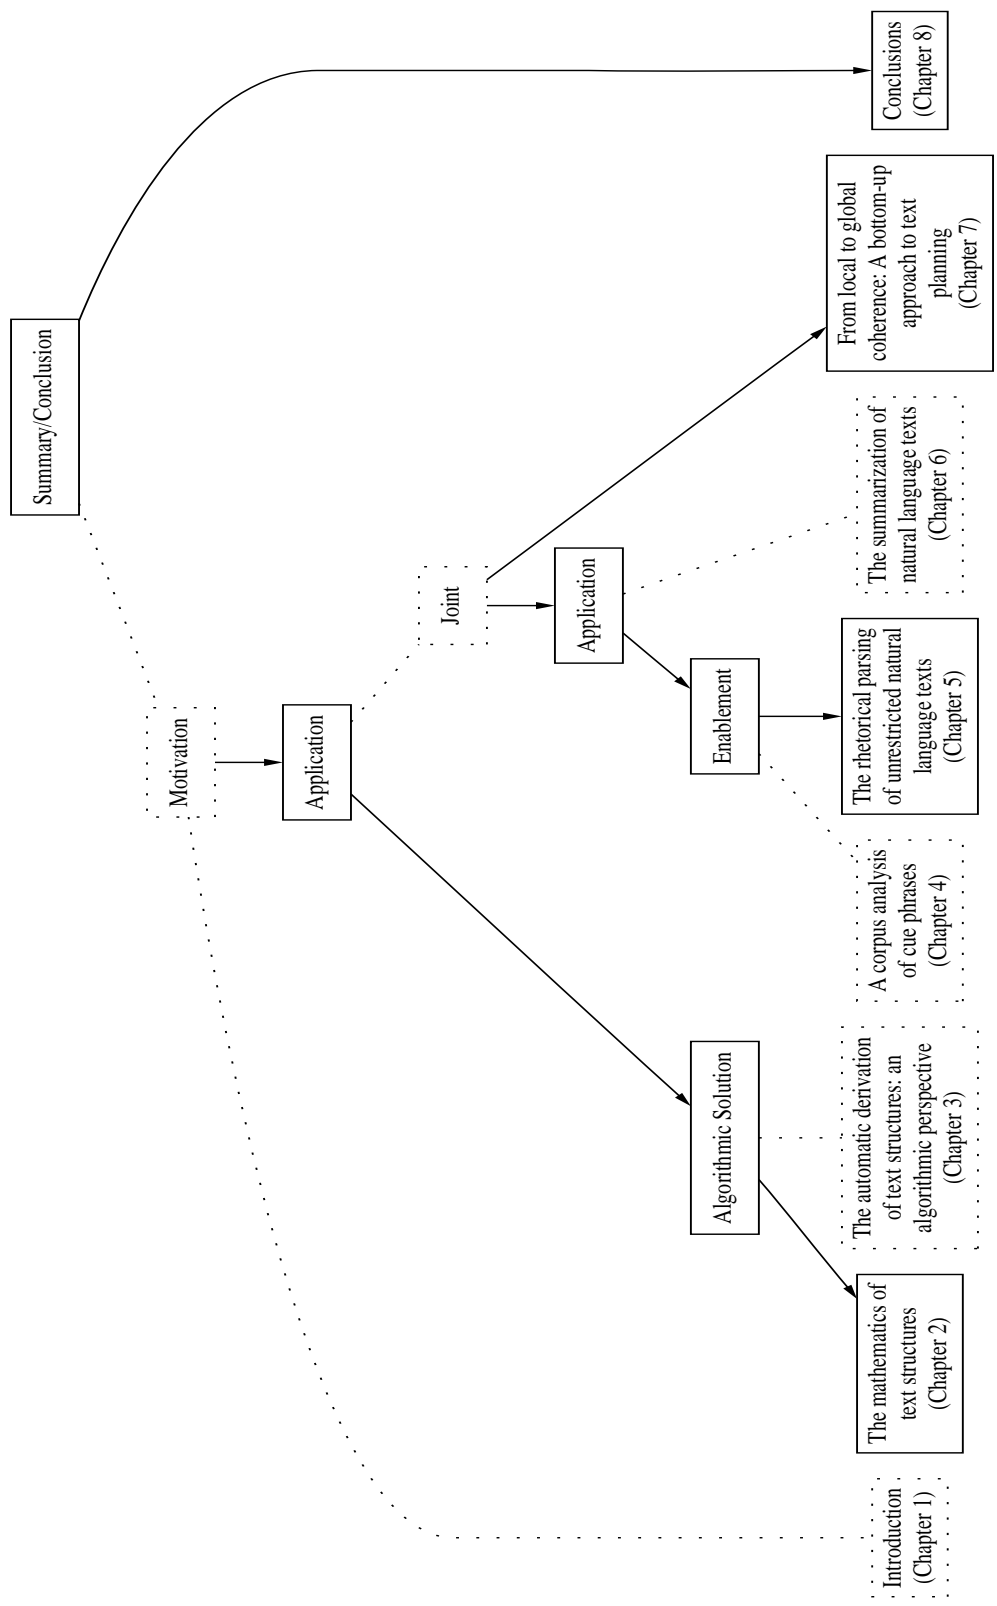 Summary/Conclusion
Motivation
Application
Joint
Application
Enablement
Algorithmic Solution
Introduction
(Chapter 1)
The mathematics of
text structures
(Chapter 2)
The automatic derivation
of text structures: an
algorithmic perspective
(Chapter 3)
A corpus analysis
of cue phrases
(Chapter 4)
The rhetorical parsing
of unrestricted natural
language texts
(Chapter 5)
The summarization of
natural language texts
(Chapter 6)
From local to global
coherence: A bottom-up
approach to text
planning
(Chapter 7)
Conclusions
(Chapter 8)